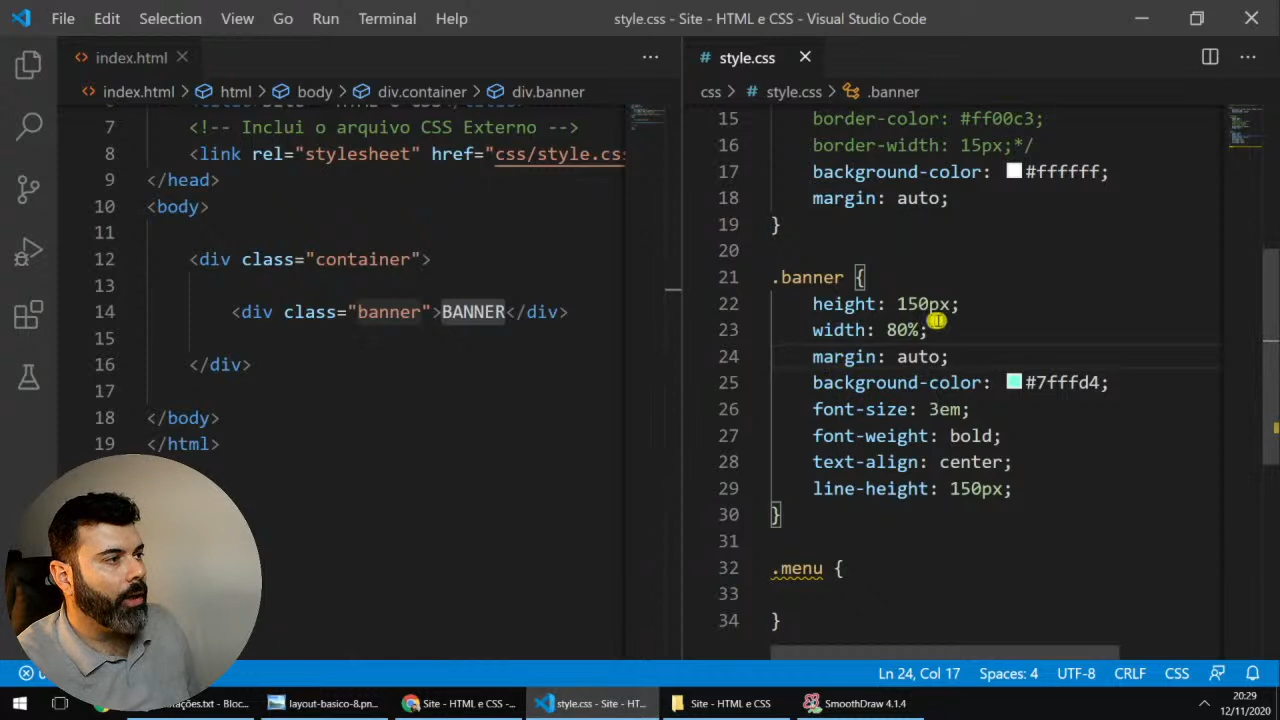 File Edit Selection View Go Run Terminal Help style.css - Site - HTML e CSS - Visual Studio Code
index.html
index.html html body div.container div.banner
7 <!-- Inclui o arquivo CSS Externo -->
8 <link rel="stylesheet" href="css/style.cs
9 </head>
10 <body>
11
12 <div class="container">
13
14 <div class="banner">BANNER</div>
15
16 </div>
17
18 </body>
19 </html>
style.css
css style.css .banner
15 border-color: #ff00c3;
16 border-width: 15px;*/
17 background-color: #ffffff;
18 margin: auto;
19 }
20
21 .banner {
22 height: 150px;
23 width: 80%;
24 margin: auto;
25 background-color: #7fffd4;
26 font-size: 3em;
27 font-weight: bold;
28 text-align: center;
29 line-height: 150px;
30 }
31
32 .menu {
33
34 }
Ln 24, Col 17 Spaces: 4 UTF-8 CRLF CSS
tações.txt - Bloc... layout-basico-8.pn... Site - HTML e CSS -... style.css - Site - HT... Site - HTML e CSS SmoothDraw 4.1.4
20:29
12/11/2020